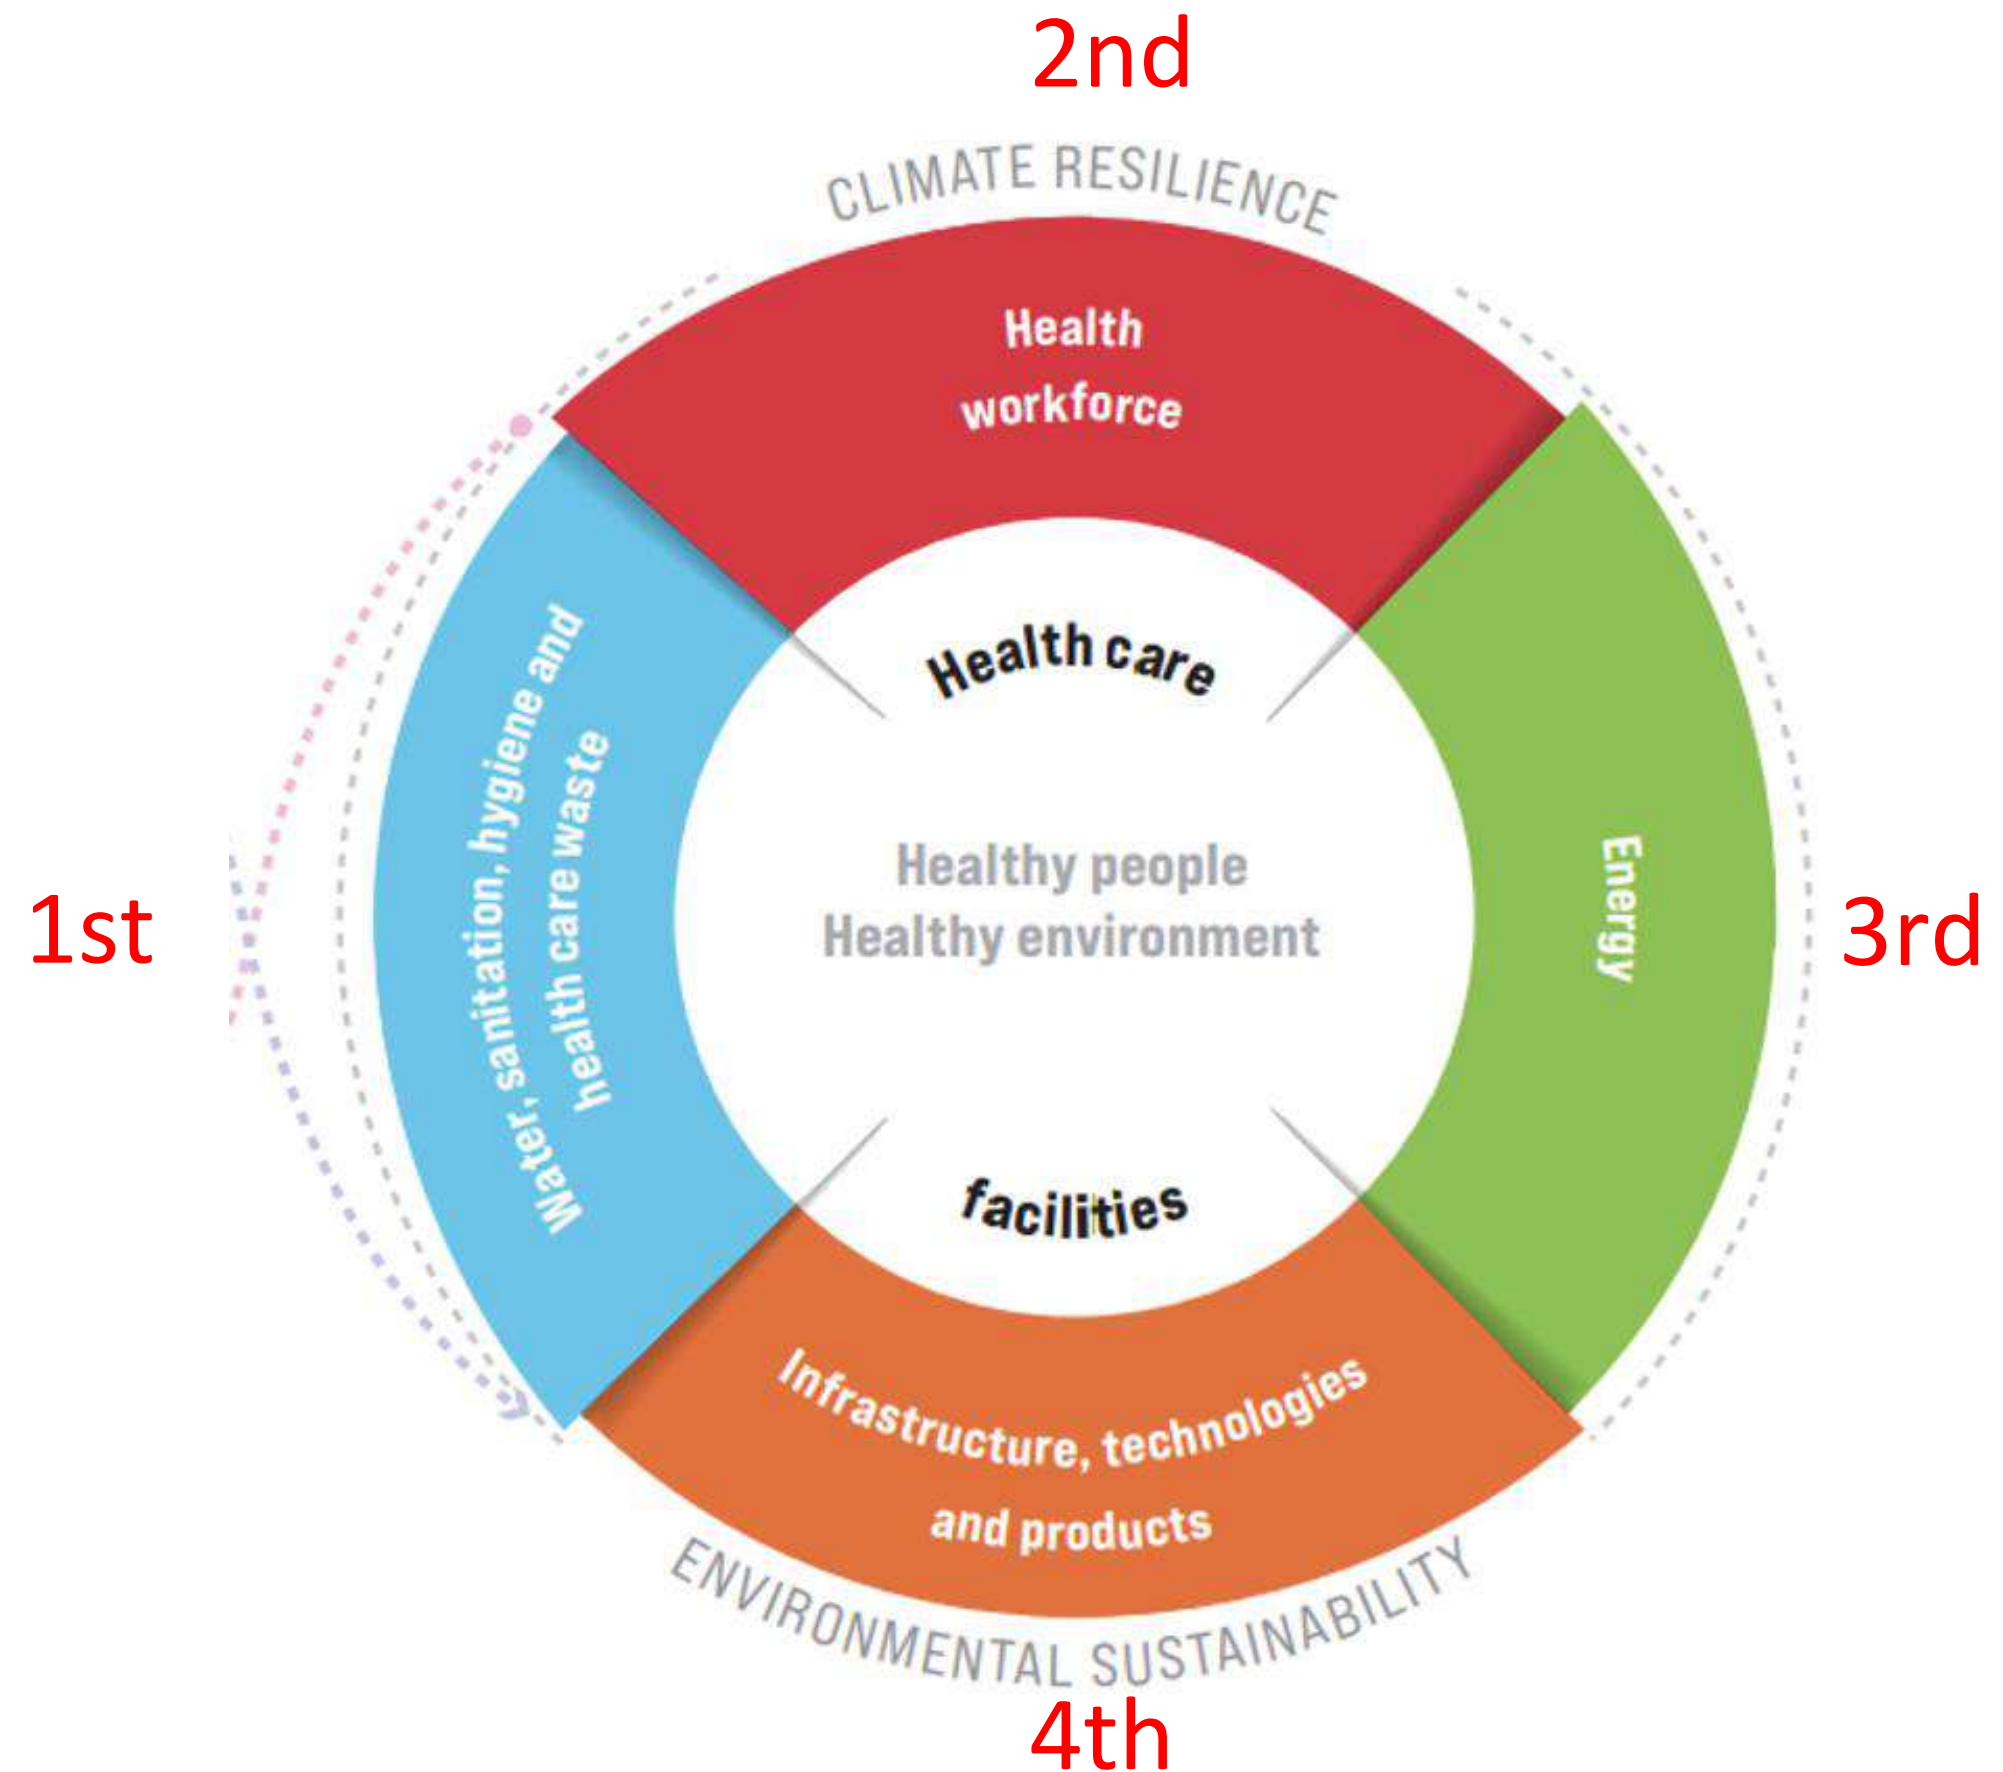 2nd
CLIMATE RESILIENCE
Health
workforce
Health care
Healthy people
Healthy environment
facilities
1st
Water, sanitation, hygiene and
health care waste
Energy
3rd
Infrastructure, technologies
and products
ENVIRONMENTAL SUSTAINABILITY
4th